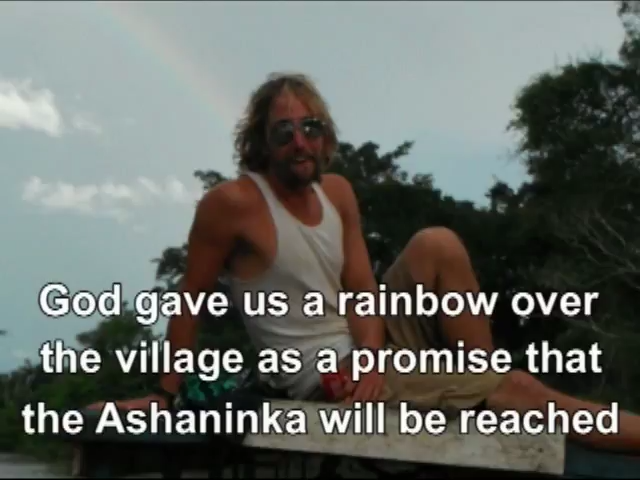 God gave us a rainbow over
the village as a promise that
the Ashaninka will be reached